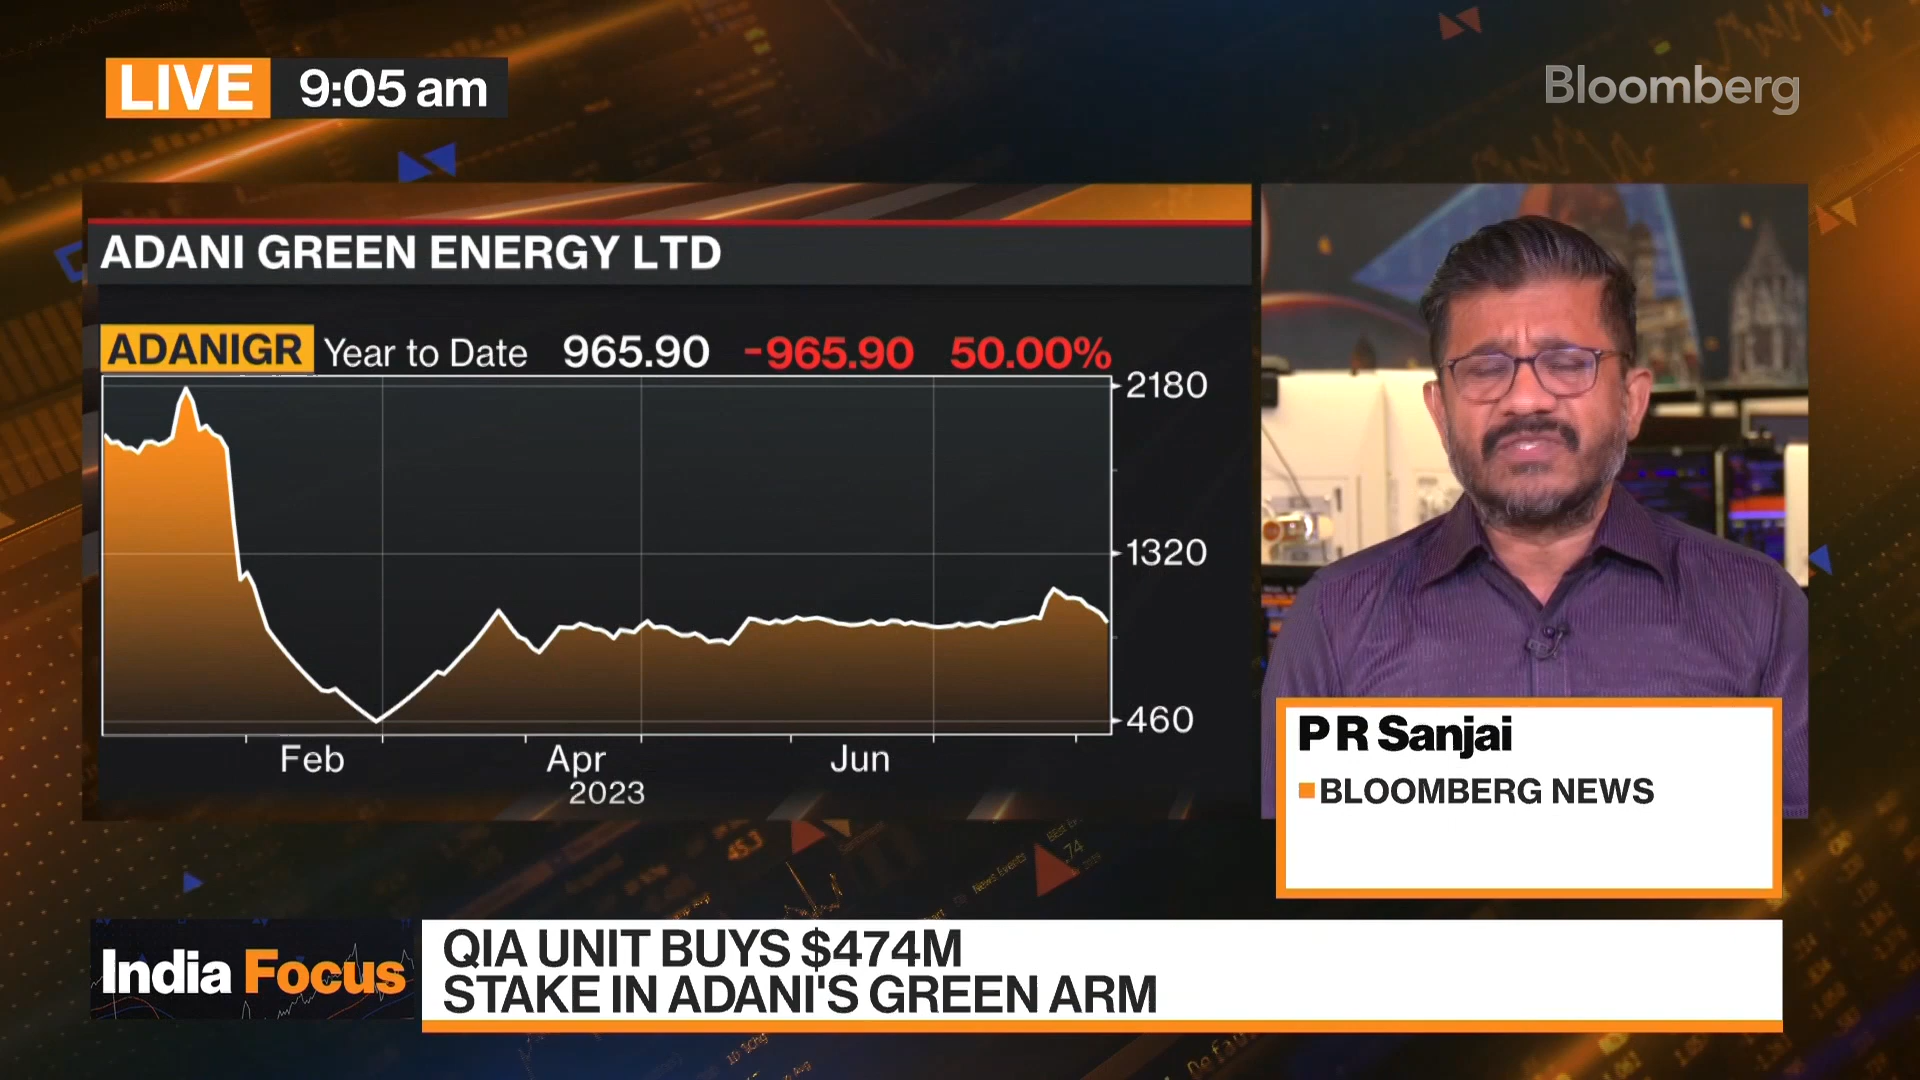 LIVE 9:05 am
Bloomberg
ADANI GREEN ENERGY LTD
ADANIGR Year to Date 965.90 -965.90 50.00%
2180
1320
460
Feb Apr Jun
2023
P R Sanjai
BLOOMBERG NEWS
India Focus
QIA UNIT BUYS $474M
STAKE IN ADANI'S GREEN ARM